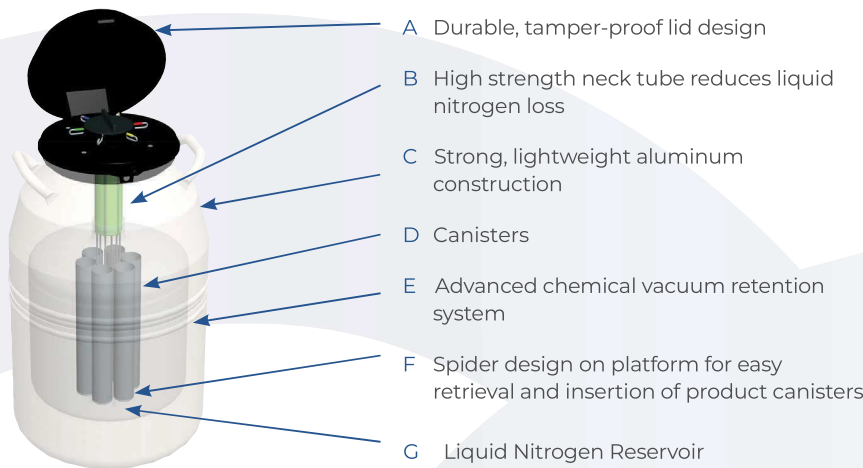 A Durable, tamper-proof lid design
B High strength neck tube reduces liquid
nitrogen loss
C Strong, lightweight aluminum
construction
D Canisters
E Advanced chemical vacuum retention
system
F Spider design on platform for easy
retrieval and insertion of product canisters
G Liquid Nitrogen Reservoir